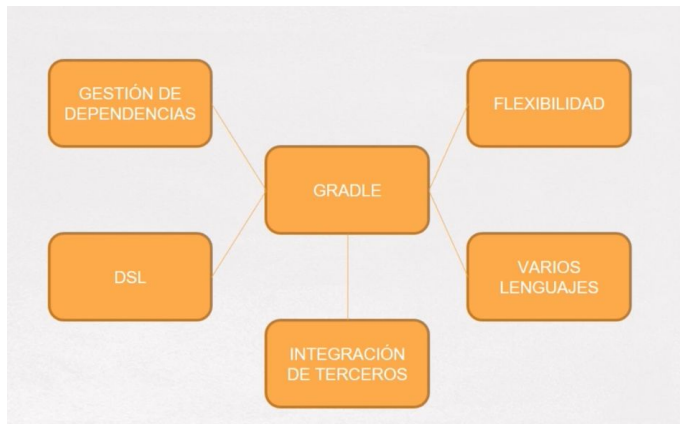 GESTIÓN DE
DEPENDENCIAS
FLEXIBILIDAD
GRADLE
DSL
VARIOS
LENGUAJES
INTEGRACIÓN
DE TERCEROS